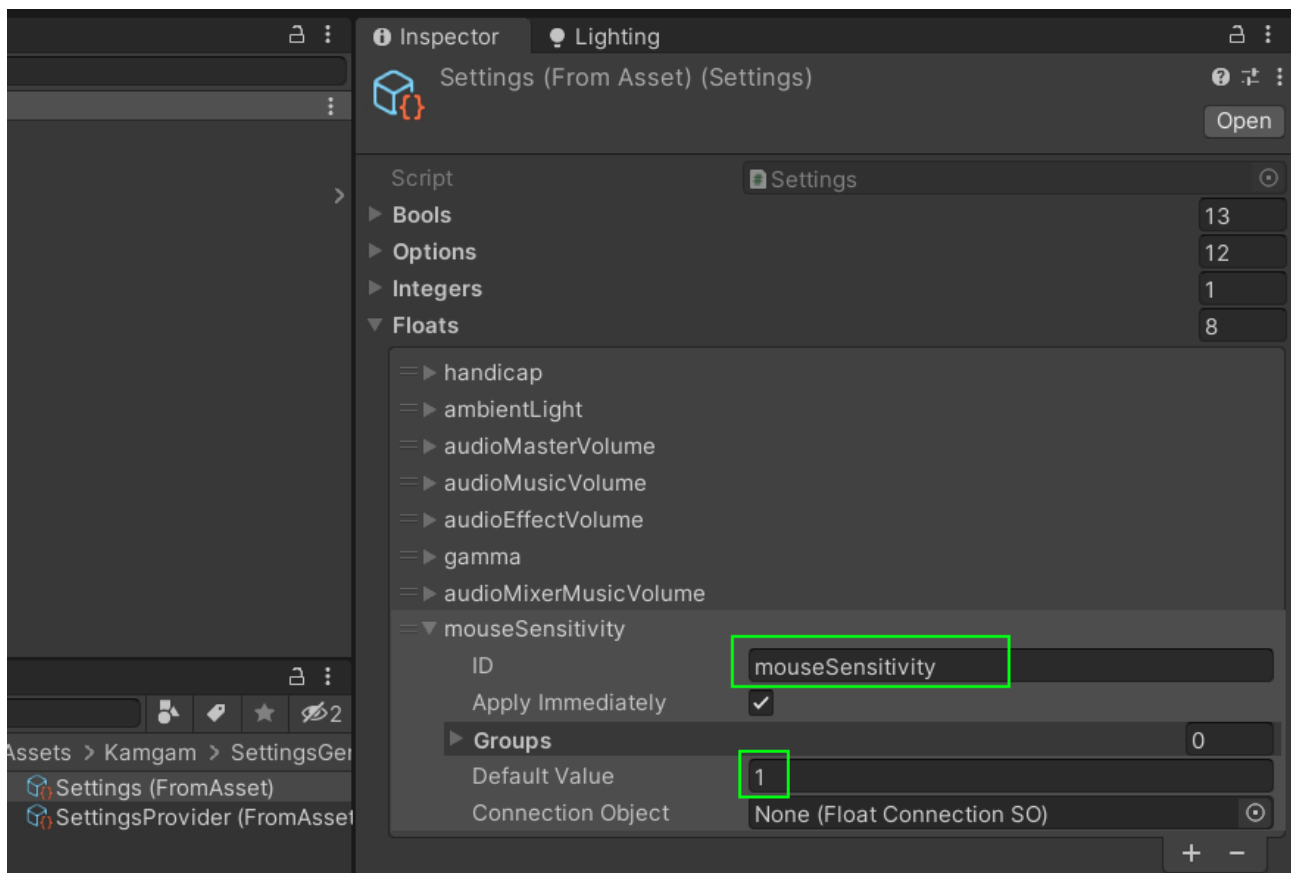 Inspector Lighting
Settings (From Asset) (Settings)
Open
Script Settings
Bools 13
Options 12
Integers 1
Floats 8
handicap
ambientLight
audioMasterVolume
audioMusicVolume
audioEffectVolume
gamma
audioMixerMusicVolume
mouseSensitivity
ID mouseSensitivity
Apply Immediately
Groups 0
Default Value 1
Connection Object None (Float Connection SO)
2
Assets > Kamgam > SettingsGer
Settings (FromAsset)
SettingsProvider (FromAsset